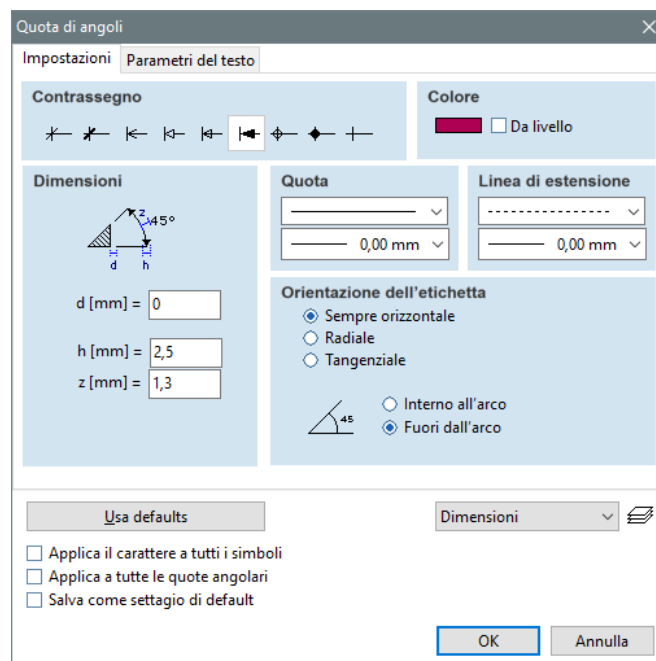 Quota di angoli
Impostazioni Parametri del testo
Contrassegno
Colore
Da livello
Dimensioni
z
45°
d h
d [mm] = 0
h [mm] = 2,5
z [mm] = 1,3
Quota
0,00 mm
Linea di estensione
0,00 mm
Orientazione dell'etichetta
Sempre orizzontale
Radiale
Tangenziale
45
Interno all'arco
Fuori dall'arco
Usa defaults
Dimensioni
Applica il carattere a tutti i simboli
Applica a tutte le quote angolari
Salva come settagio di default
OK Annulla